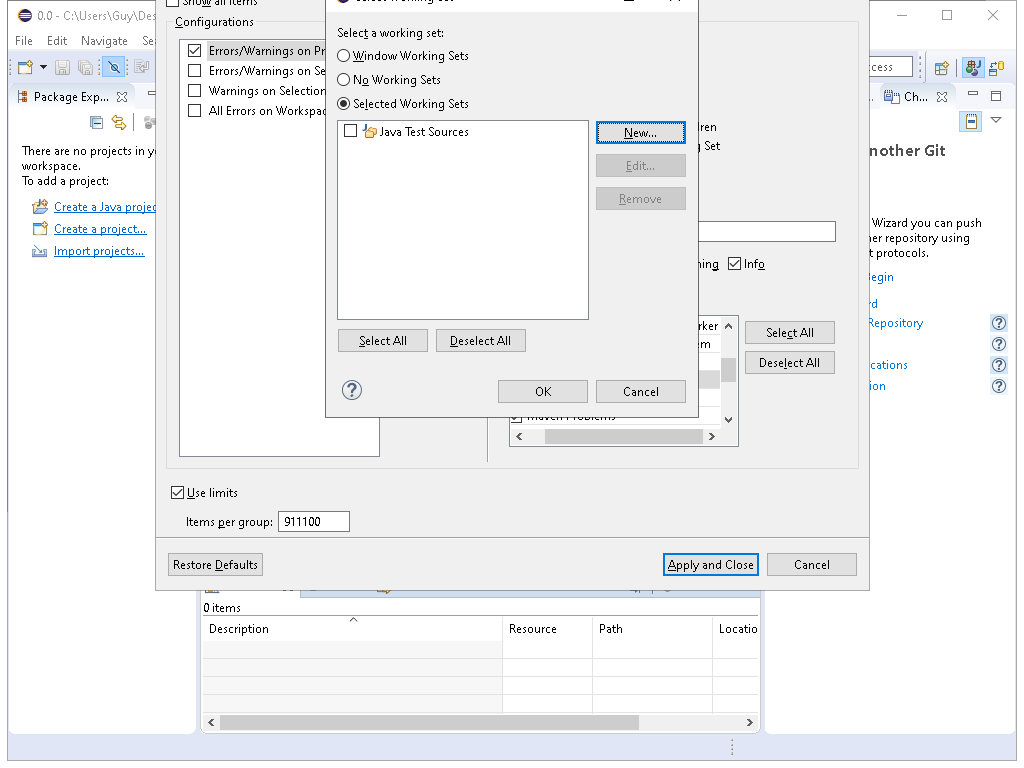 0.0 - C:\Users\Guy\Des
File Edit Navigate Se
Package Exp...
There are no projects in y
workspace.
To add a project:
Create a Java projec
Create a project...
Import projects...
Show all items
Configurations
Errors/Warnings on Pr
Errors/Warnings on Se
Warnings on Selection
All Errors on Workspac
Select a working set:
Window Working Sets
No Working Sets
Selected Working Sets
Java Test Sources
New...
Edit...
Remove
Select All
Deselect All
OK
Cancel
ren
Set
ning
Info
rker
em
Select All
Deselect All
Use limits
Items per group: 911100
Restore Defaults
Apply and Close
Cancel
cess
Ch...
nother Git
Wizard you can push
er repository using
t protocols.
Begin
rd
Repository
cations
ion
0 items
Description Resource Path Locatio